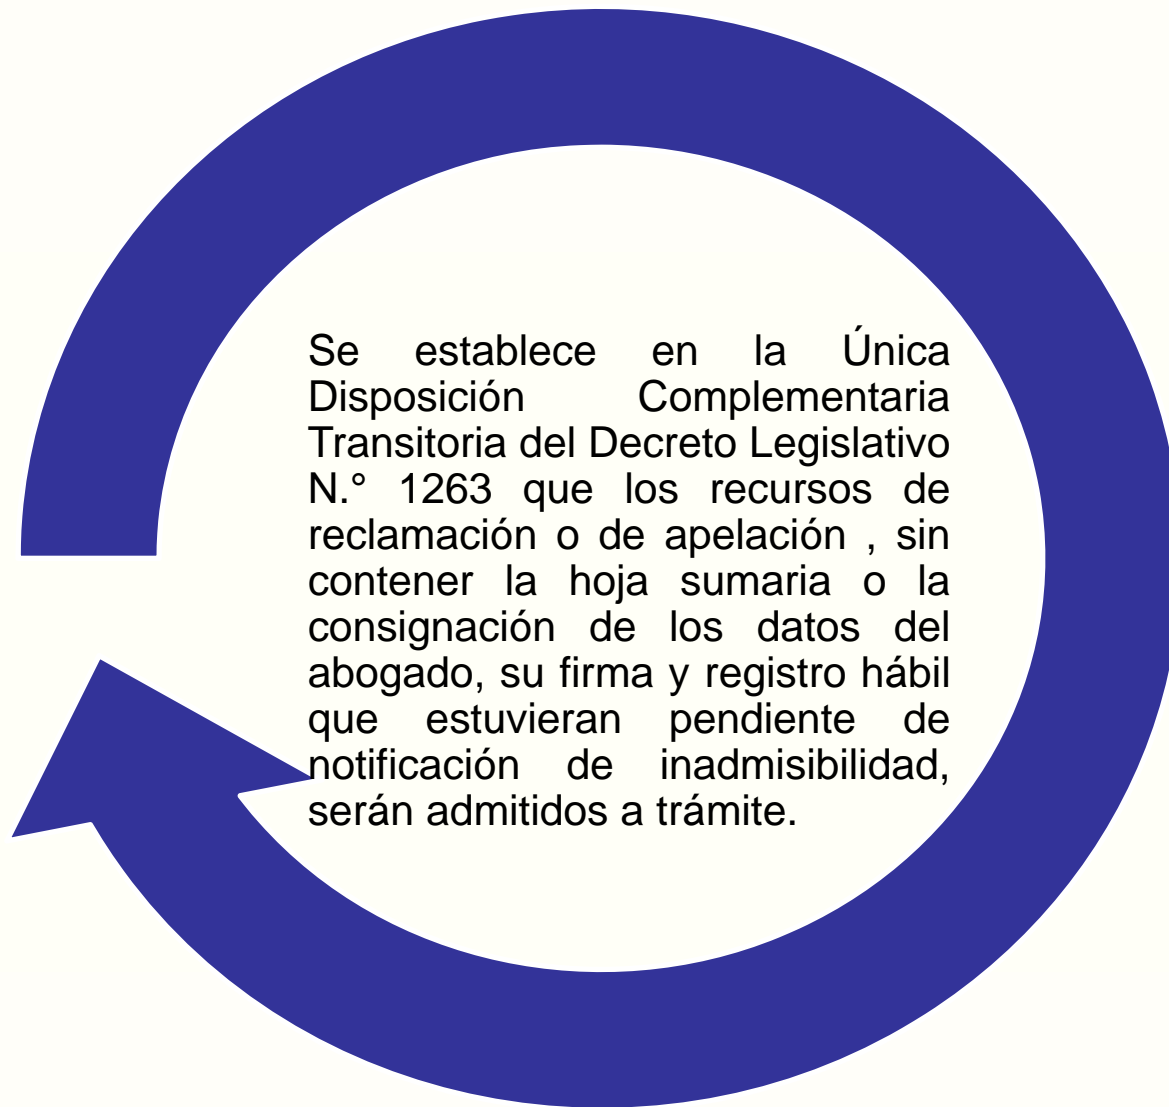 Se establece en la Única
Disposición Complementaria
Transitoria del Decreto Legislativo
N.° 1263 que los recursos de
reclamación o de apelación , sin
contener la hoja sumaria o la
consignación de los datos del
abogado, su firma y registro hábil
que estuvieran pendiente de
notificación de inadmisibilidad,
serán admitidos a trámite.